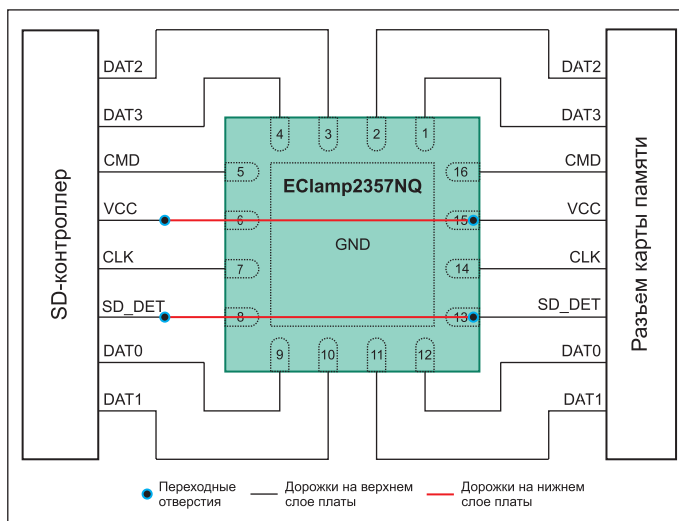 SD-контроллер
DAT2
DAT3
CMD
VCC
CLK
SD_DET
DAT0
DAT1
4
3
2
1
5
6
7
8
EClamp2357NQ
GND
16
15
14
13
9
10
11
12
DAT2
DAT3
CMD
VCC
CLK
SD_DET
DAT0
DAT1
Разъем карты памяти
Переходные
отверстия
Дорожки на верхнем
слое платы
Дорожки на нижнем
слое платы